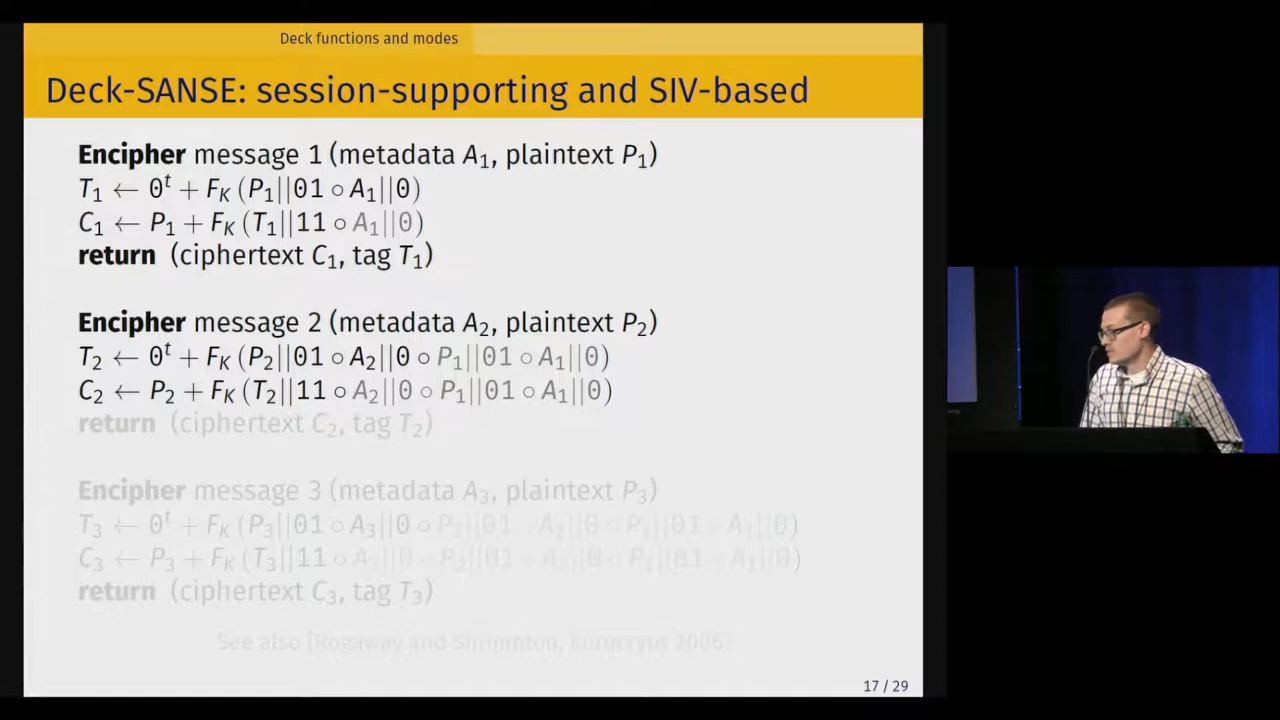 Deck functions and modes
Deck-SANSE: session-supporting and SIV-based
Encipher message 1 (metadata A₁, plaintext P₁)
T₁ ← 0ᵗ + F_K (P₁||01 ∘ A₁||0)
C₁ ← P₁ + F_K (T₁||11 ∘ A₁||0)
return (ciphertext C₁, tag T₁)
Encipher message 2 (metadata A₂, plaintext P₂)
T₂ ← 0ᵗ + F_K (P₂||01 ∘ A₂||0 ∘ P₁||01 ∘ A₁||0)
C₂ ← P₂ + F_K (T₂||11 ∘ A₂||0 ∘ P₁||01 ∘ A₁||0)
return (ciphertext C₂, tag T₂)
Encipher message 3 (metadata A₃, plaintext P₃)
T₃ ← 0ᵗ + F_K (P₃||01 ∘ A₃||0 ∘ P₂||01 ∘ A₂||0 ∘ P₁||01 ∘ A₁||0)
C₃ ← P₃ + F_K (T₃||11 ∘ A₃||0 ∘ P₂||01 ∘ A₂||0 ∘ P₁||01 ∘ A₁||0)
return (ciphertext C₃, tag T₃)
See also [Rogaway and Shrimpton, Eurocrypt 2006]
17 / 29